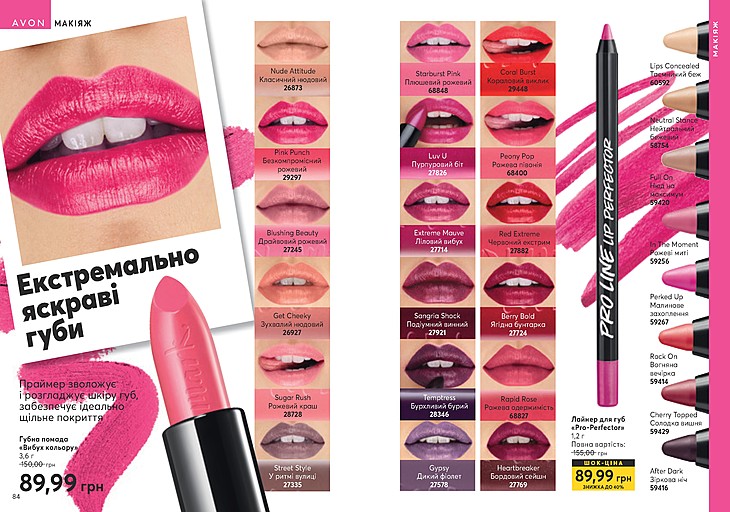 AVON МАКІЯЖ
Екстремально
яскраві
губи
Праймер зволожує
і розгладжує шкіру губ,
забезпечує ідеально
щільне покриття
Губна помада
«Вибух кольору»
3,6 г
150,00 грн
89,99 грн
84
Nude Attitude
Класичний нюдовий
26873
Pink Punch
Безкомпромісний
рожевий
29297
Blushing Beauty
Драйвовий рожевий
27245
Get Cheeky
Зухвалий нюдовий
26927
Sugar Rush
Рожевий краш
28728
Street Style
У ритмі вулиці
27335
Starburst Pink
Плюшевий рожевий
68848
Luv U
Пурпуровий біт
27826
Extreme Mauve
Ліловий вибух
27714
Sangria Shock
Подіумний винний
27921
Temptress
Бурхливий бурий
28346
Gypsy
Дикий фіолет
27578
Coral Burst
Кораловий виклик
29448
Peony Pop
Рожева півонія
68400
Red Extreme
Червоний екстрим
27882
Berry Bold
Ягідна бунтарка
27724
Rapid Rose
Рожева одержимість
68827
Heartbreaker
Бордовий сейшн
27769
PRO LINE LIP PERFECTOR
Лайнер для губ
«Pro-Perfector»
1,2 г
Повна вартість:
155,00 грн
ШОК-ЦІНА
89,99 грн
ЗНИЖКА ДО 40%
МАКІЯЖ
Lips Concealed
Таємничий беж
60592
Neutral Stance
Нейтральний
бежевий
58754
Full On
Нюд на
максимум
59420
In The Moment
Рожеві миті
59256
Perked Up
Малинове
захоплення
59267
Rock On
Вогняна
вечірка
59414
Cherry Topped
Солодка вишня
59429
After Dark
Зіркова ніч
59416